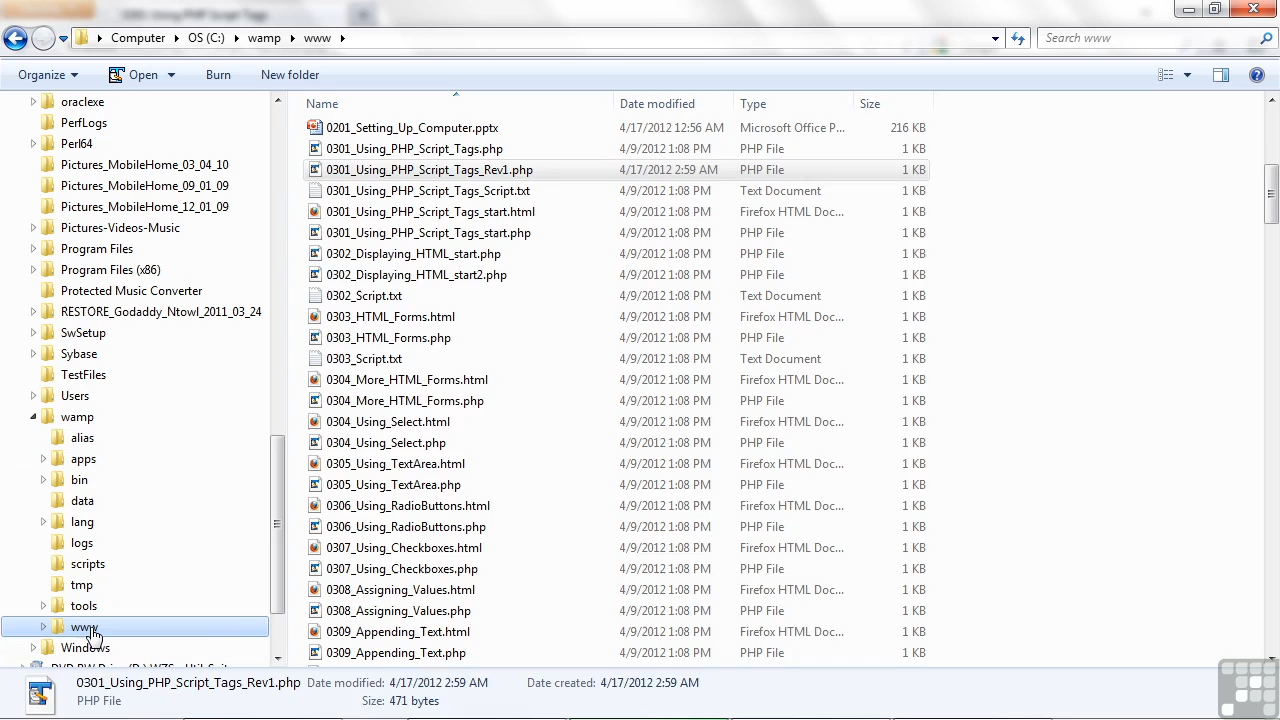 0301 Using PHP Script Tags
Computer OS (C:) wamp www
Search www
Organize Open Burn New folder
oraclexe
PerfLogs
Perl64
Pictures_MobileHome_03_04_10
Pictures_MobileHome_09_01_09
Pictures_MobileHome_12_01_09
Pictures-Videos-Music
Program Files
Program Files (x86)
Protected Music Converter
RESTORE_Godaddy_Ntowl_2011_03_24
SwSetup
Sybase
TestFiles
Users
wamp
alias
apps
bin
data
lang
logs
scripts
tmp
tools
www
Windows
Name Date modified Type Size
0201_Setting_Up_Computer.pptx 4/17/2012 12:56 AM Microsoft Office P... 216 KB
0301_Using_PHP_Script_Tags.php 4/9/2012 1:08 PM PHP File 1 KB
0301_Using_PHP_Script_Tags_Rev1.php 4/17/2012 2:59 AM PHP File 1 KB
0301_Using_PHP_Script_Tags_Script.txt 4/9/2012 1:08 PM Text Document 1 KB
0301_Using_PHP_Script_Tags_start.html 4/9/2012 1:08 PM Firefox HTML Doc... 1 KB
0301_Using_PHP_Script_Tags_start.php 4/9/2012 1:08 PM PHP File 1 KB
0302_Displaying_HTML_start.php 4/9/2012 1:08 PM PHP File 1 KB
0302_Displaying_HTML_start2.php 4/9/2012 1:08 PM PHP File 1 KB
0302_Script.txt 4/9/2012 1:08 PM Text Document 1 KB
0303_HTML_Forms.html 4/9/2012 1:08 PM Firefox HTML Doc... 1 KB
0303_HTML_Forms.php 4/9/2012 1:08 PM PHP File 1 KB
0303_Script.txt 4/9/2012 1:08 PM Text Document 1 KB
0304_More_HTML_Forms.html 4/9/2012 1:08 PM Firefox HTML Doc... 1 KB
0304_More_HTML_Forms.php 4/9/2012 1:08 PM PHP File 1 KB
0304_Using_Select.html 4/9/2012 1:08 PM Firefox HTML Doc... 1 KB
0304_Using_Select.php 4/9/2012 1:08 PM PHP File 1 KB
0305_Using_TextArea.html 4/9/2012 1:08 PM Firefox HTML Doc... 1 KB
0305_Using_TextArea.php 4/9/2012 1:08 PM PHP File 1 KB
0306_Using_RadioButtons.html 4/9/2012 1:08 PM Firefox HTML Doc... 1 KB
0306_Using_RadioButtons.php 4/9/2012 1:08 PM PHP File 1 KB
0307_Using_Checkboxes.html 4/9/2012 1:08 PM Firefox HTML Doc... 1 KB
0307_Using_Checkboxes.php 4/9/2012 1:08 PM PHP File 1 KB
0308_Assigning_Values.html 4/9/2012 1:08 PM Firefox HTML Doc... 1 KB
0308_Assigning_Values.php 4/9/2012 1:08 PM PHP File 1 KB
0309_Appending_Text.html 4/9/2012 1:08 PM Firefox HTML Doc... 1 KB
0309_Appending_Text.php 4/9/2012 1:08 PM PHP File 1 KB
0301_Using_PHP_Script_Tags_Rev1.php Date modified: 4/17/2012 2:59 AM Date created: 4/17/2012 2:59 AM
PHP File Size: 471 bytes